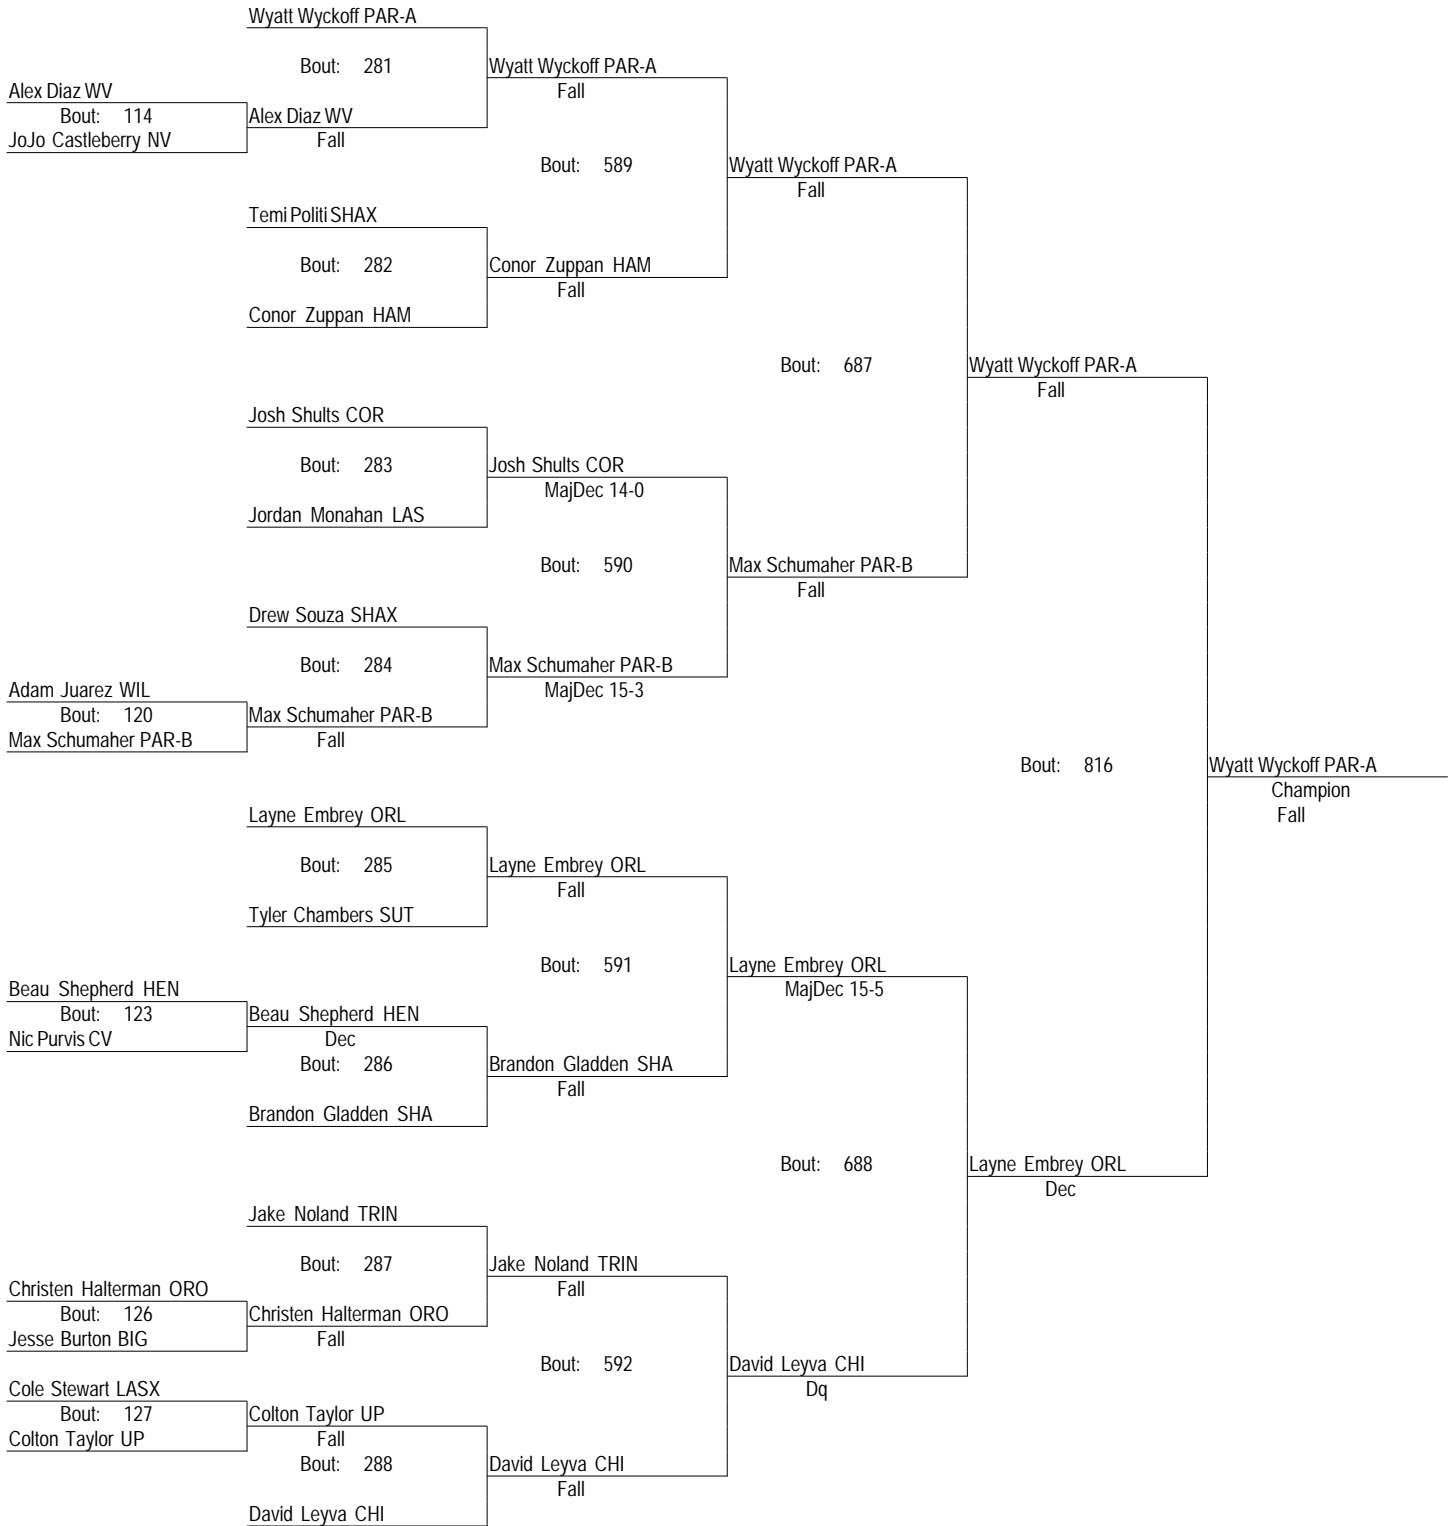 Wyatt Wyckoff PAR-A
Bout: 281
Wyatt Wyckoff PAR-A
Fall
Alex Diaz WV
Bout: 114
Alex Diaz WV
JoJo Castleberry NV
Fall
Bout: 589
Wyatt Wyckoff PAR-A
Fall
Temi Politi SHAX
Bout: 282
Conor Zuppan HAM
Fall
Conor Zuppan HAM
Bout: 687
Wyatt Wyckoff PAR-A
Fall
Josh Shults COR
Bout: 283
Josh Shults COR
MajDec 14-0
Jordan Monahan LAS
Bout: 590
Max Schumaher PAR-B
Fall
Drew Souza SHAX
Bout: 284
Max Schumaher PAR-B
MajDec 15-3
Adam Juarez WIL
Bout: 120
Max Schumaher PAR-B
Max Schumaher PAR-B
Fall
Bout: 816
Wyatt Wyckoff PAR-A
Champion
Fall
Layne Embrey ORL
Bout: 285
Layne Embrey ORL
Fall
Tyler Chambers SUT
Bout: 591
Layne Embrey ORL
MajDec 15-5
Beau Shepherd HEN
Bout: 123
Beau Shepherd HEN
Nic Purvis CV
Dec
Bout: 286
Brandon Gladden SHA
Fall
Brandon Gladden SHA
Bout: 688
Layne Embrey ORL
Dec
Jake Noland TRIN
Bout: 287
Jake Noland TRIN
Fall
Christen Halterman ORO
Bout: 126
Christen Halterman ORO
Jesse Burton BIG
Fall
Bout: 592
David Leyva CHI
Dq
Cole Stewart LASX
Bout: 127
Colton Taylor UP
Colton Taylor UP
Fall
Bout: 288
David Leyva CHI
Fall
David Leyva CHI